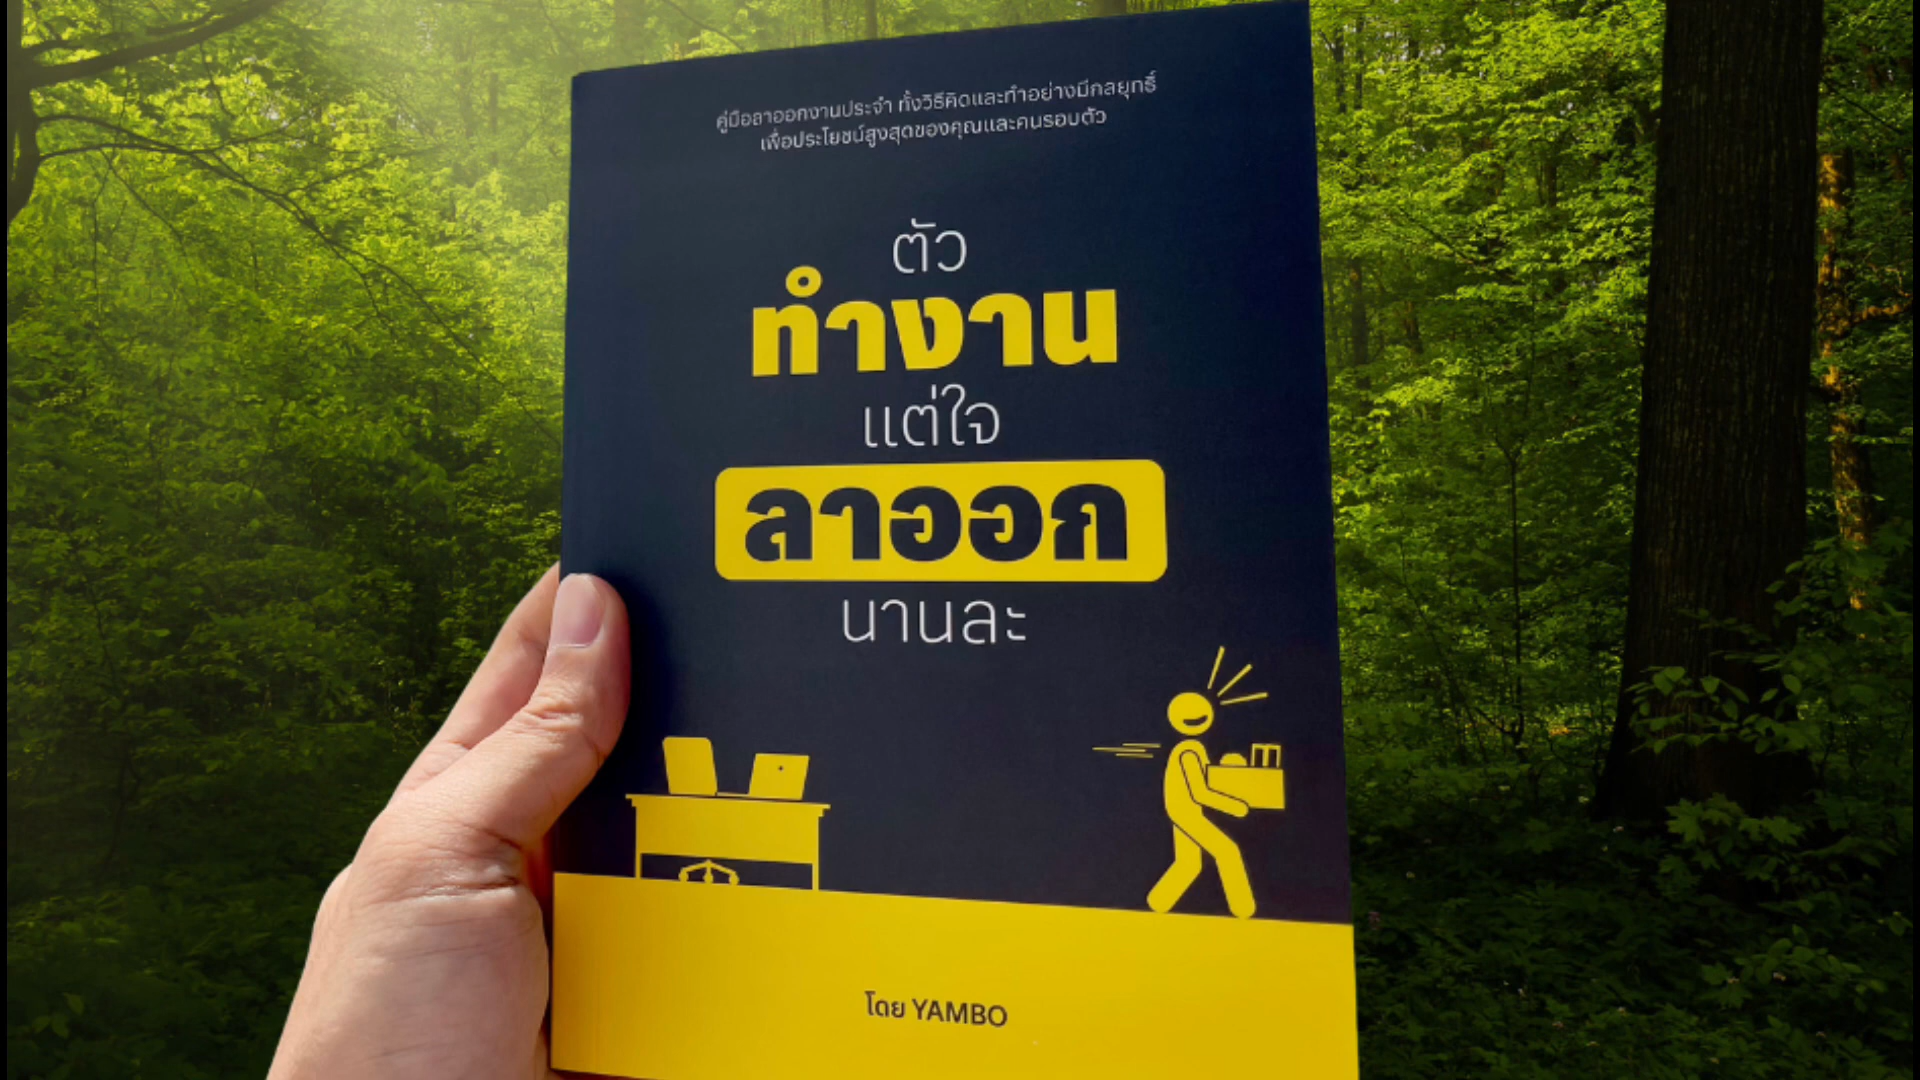 คู่มือลาออกงานประจำ ทั้งวิธีคิดและทำอย่างมีกลยุทธ์
เพื่อประโยชน์สูงสุดของคุณและคนรอบตัว
ตัว
ทำงาน
แต่ใจ
ลาออก
นานละ
โดย YAMBO